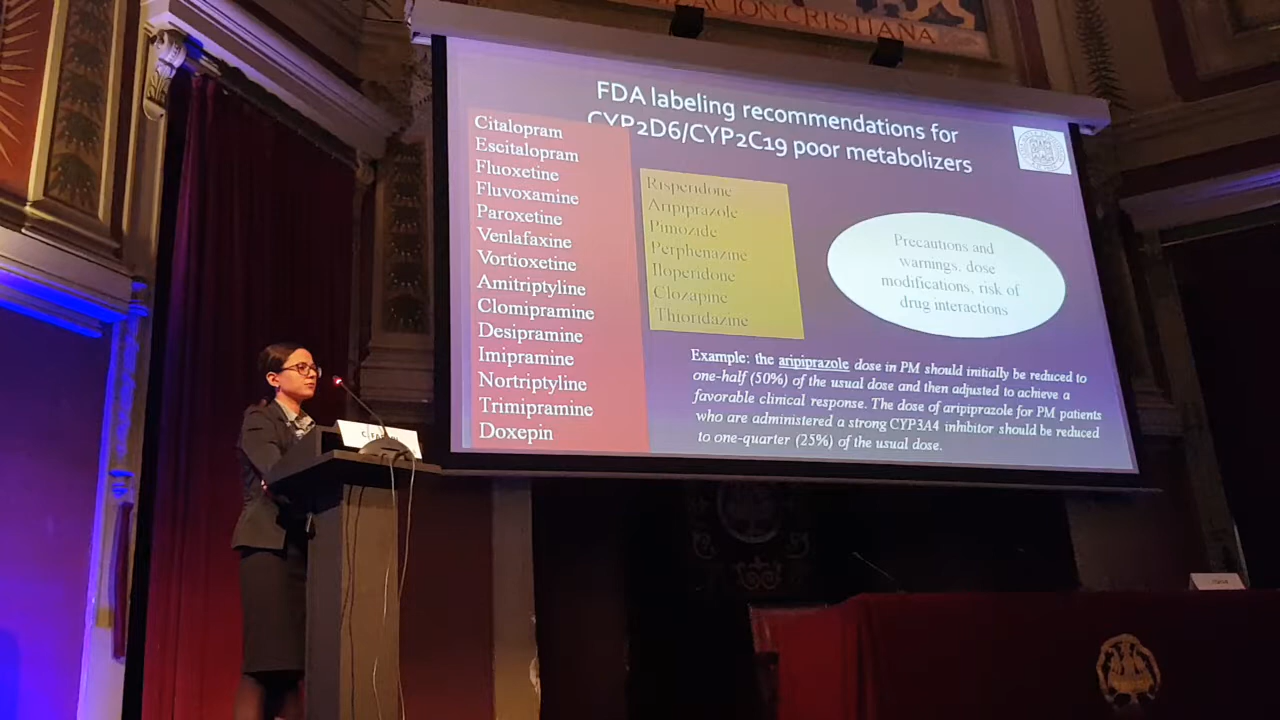 CRISTIANA
FDA labeling recommendations for
CYP2D6/CYP2C19 poor metabolizers
Citalopram
Escitalopram
Fluoxetine
Fluvoxamine
Paroxetine
Venlafaxine
Vortioxetine
Amitriptyline
Clomipramine
Desipramine
Imipramine
Nortriptyline
Trimipramine
Doxepin
Risperidone
Aripiprazole
Pimozide
Perphenazine
Iloperidone
Clozapine
Thioridazine
Precautions and
warnings, dose
modifications, risk of
drug interactions
Example: the aripiprazole dose in PM should initially be reduced to
one-half (50%) of the usual dose and then adjusted to achieve a
favorable clinical response. The dose of aripiprazole for PM patients
who are administered a strong CYP3A4 inhibitor should be reduced
to one-quarter (25%) of the usual dose.